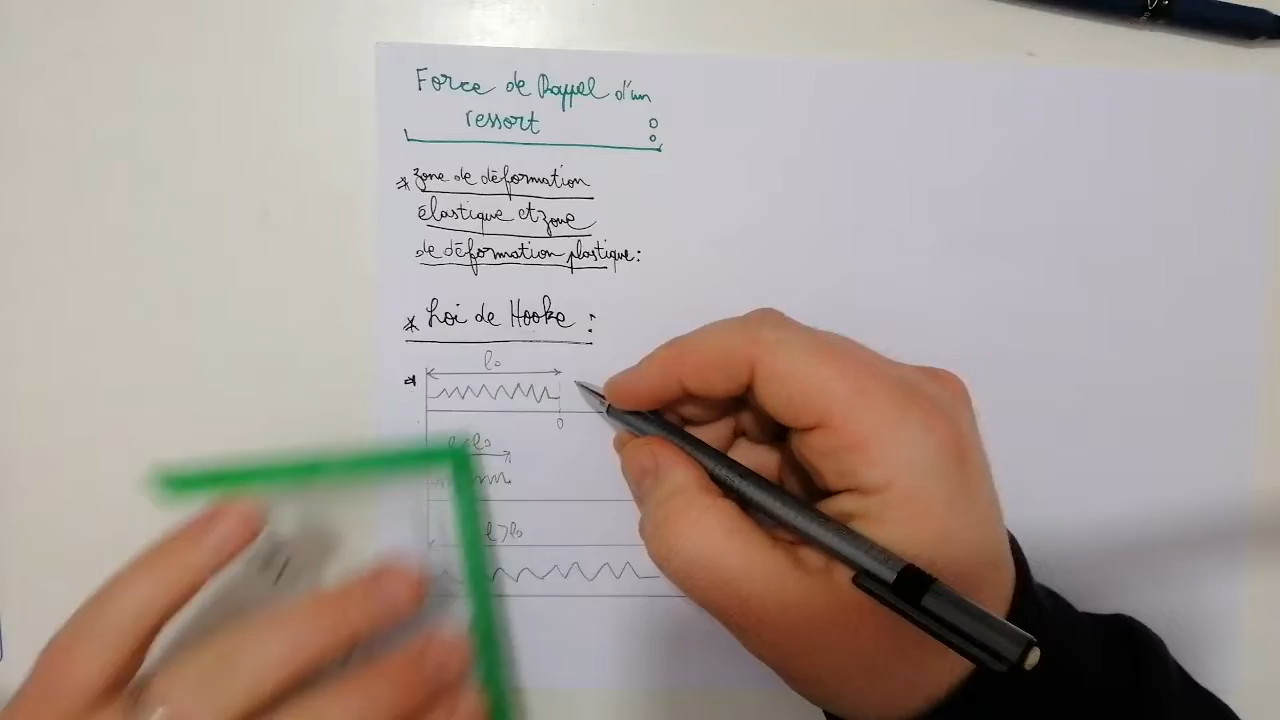 Force de Rappel d'un
ressort :
* zone de déformation
élastique et zone
de déformation plastique :
* Loi de Hooke :
l₀
0
l₀
l>l₀